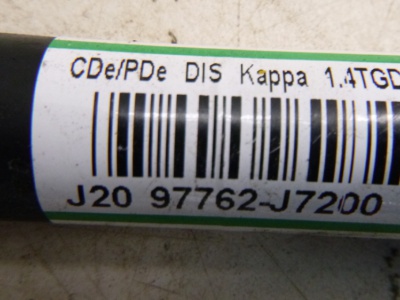 CDe/PDe DIS Kappa 1.4TGD
J20 97762-J7200